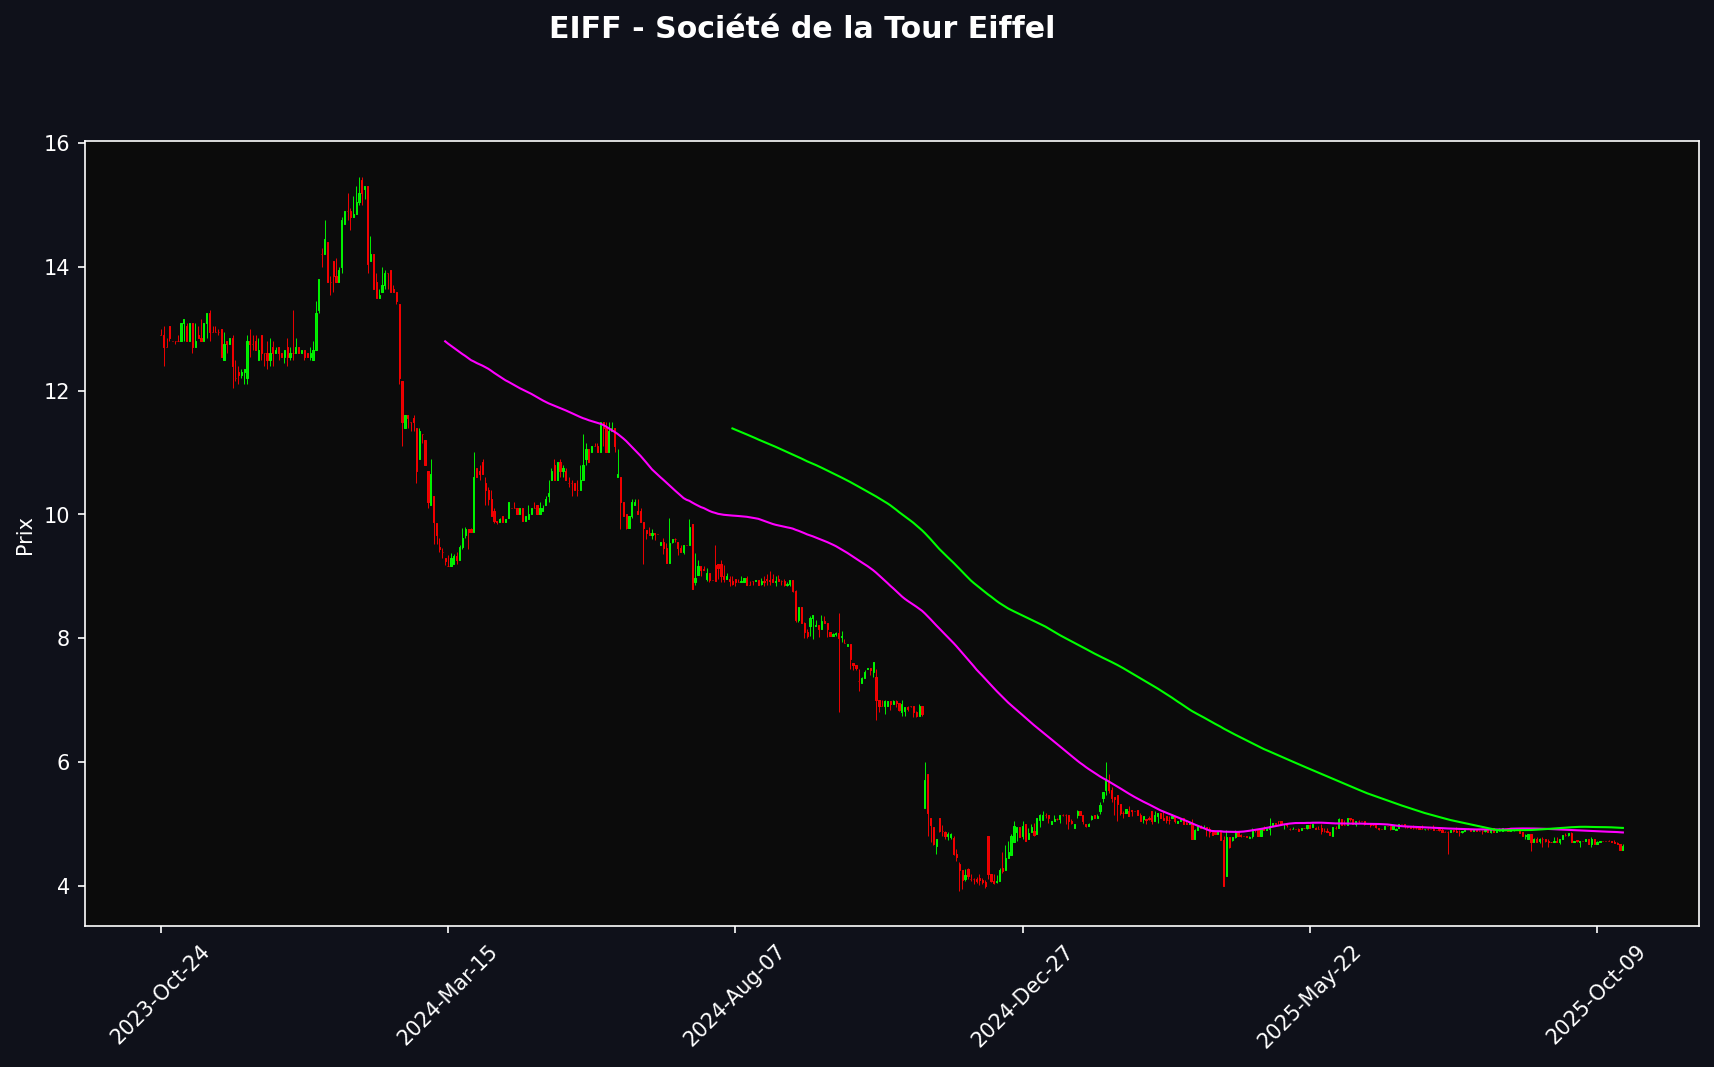 EIFF - Société de la Tour Eiffel
Prix
16
14
12
10
8
6
4
2023-Oct-24
2024-Mar-15
2024-Aug-07
2024-Dec-27
2025-May-22
2025-Oct-09